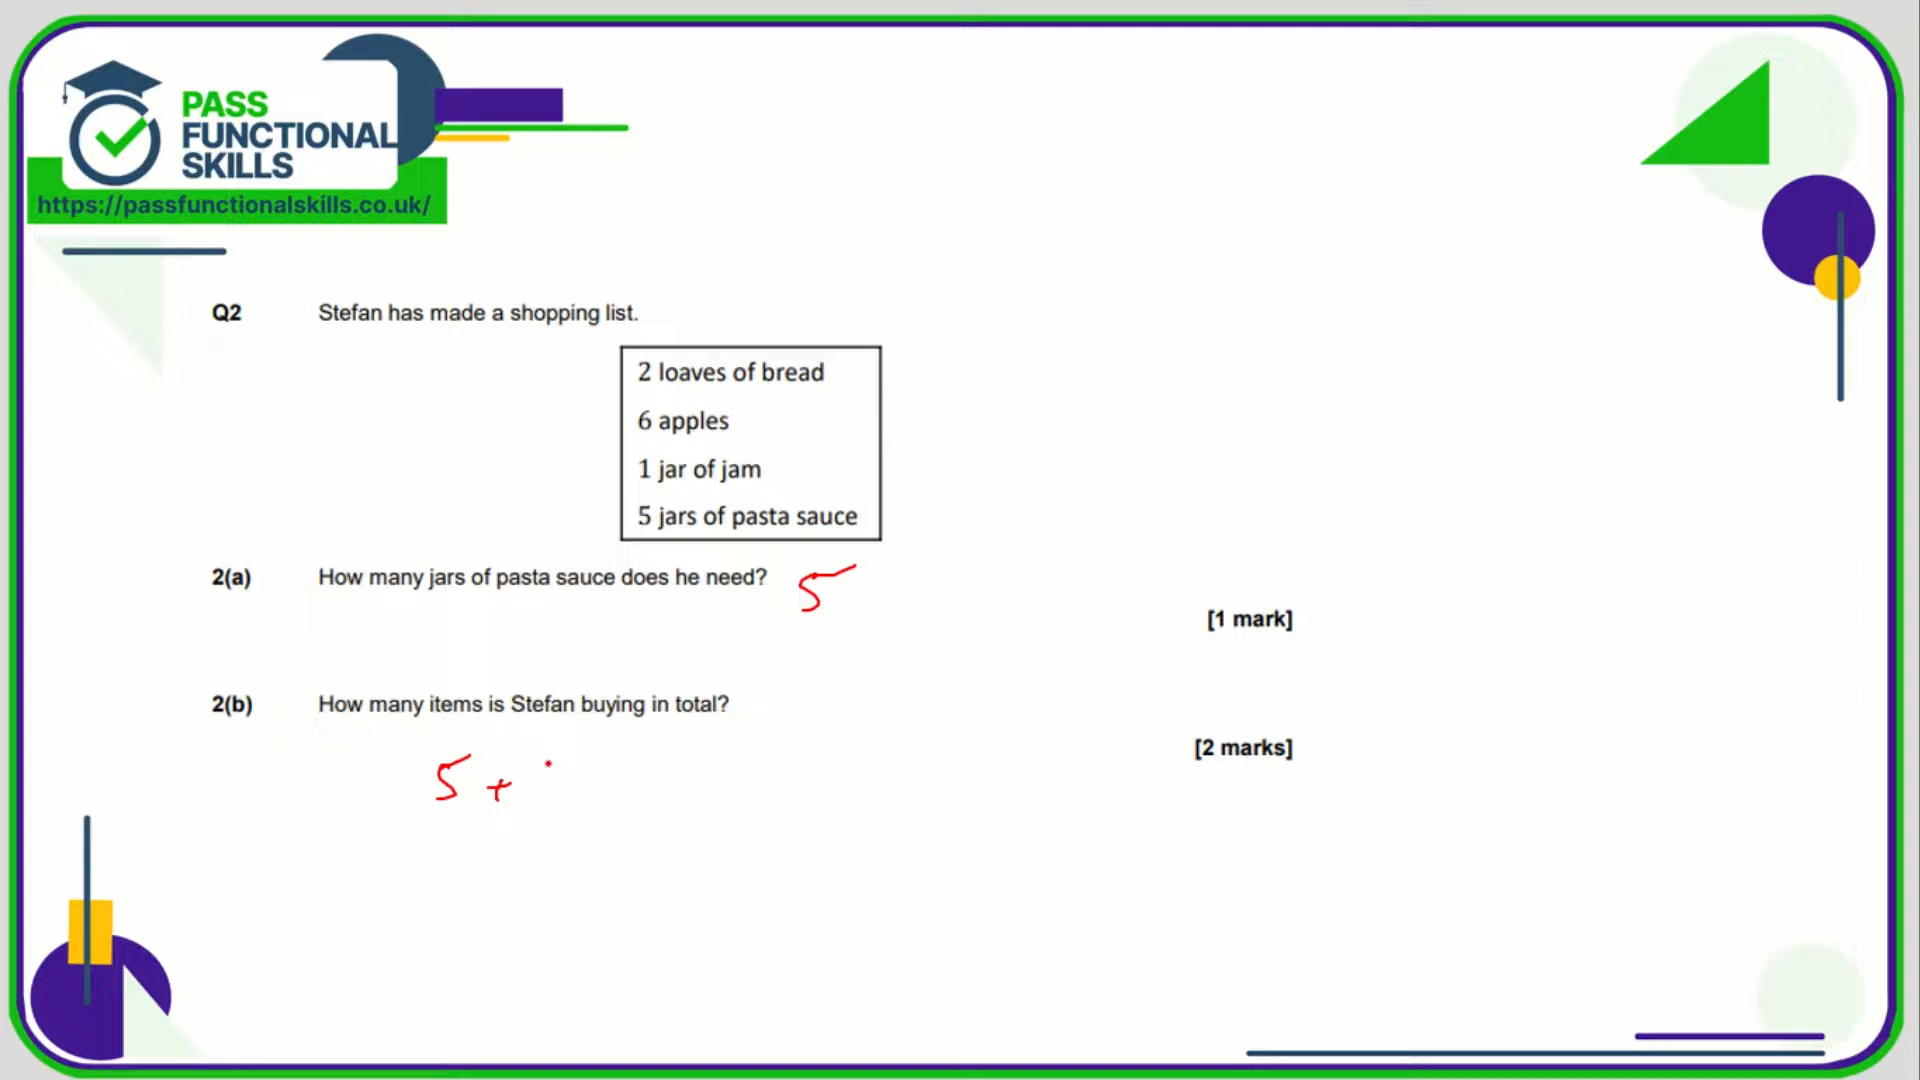 PASS
FUNCTIONAL
SKILLS
https://passfunctionalskills.co.uk/
Q2 Stefan has made a shopping list.
2 loaves of bread
6 apples
1 jar of jam
5 jars of pasta sauce
2(a) How many jars of pasta sauce does he need? 5
[1 mark]
2(b) How many items is Stefan buying in total?
[2 marks]
5 +